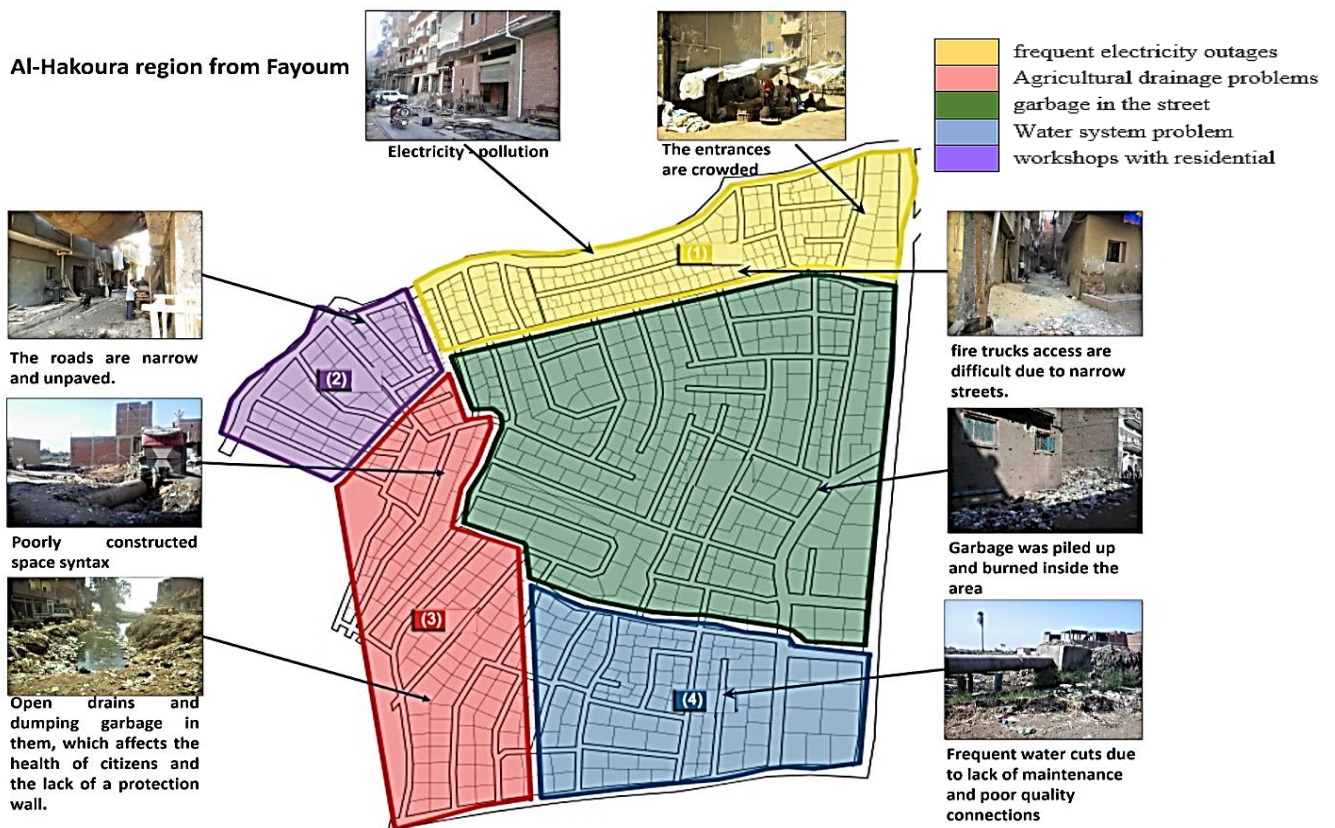 Al-Hakoura region from Fayoum
frequent electricity outages
Agricultural drainage problems
garbage in the street
Water system problem
workshops with residential
Electricity - pollution
The entrances
are crowded
The roads are narrow
and unpaved.
fire trucks access are
difficult due to narrow
streets.
Poorly constructed
space syntax
Garbage was piled up
and burned inside the
area
Open drains and
dumping garbage in
them, which affects the
health of citizens and
the lack of a protection
wall.
Frequent water cuts due
to lack of maintenance
and poor quality
connections
(1)
(2)
(3)
(4)